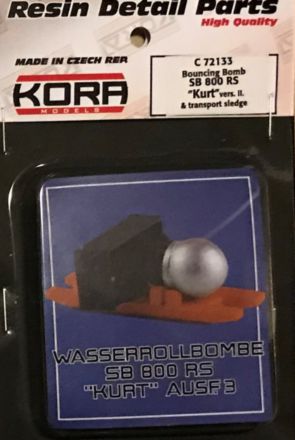 Resin Detail Parts
High Quality
MADE IN CZECH REP.
KORA
MODELS
C 72133
Bouncing Bomb
SB 800 RS
"Kurt" vers. II.
& transport sledge
WASSERROLLBOMBE
SB 800 RS
"KURT" AUSF.3